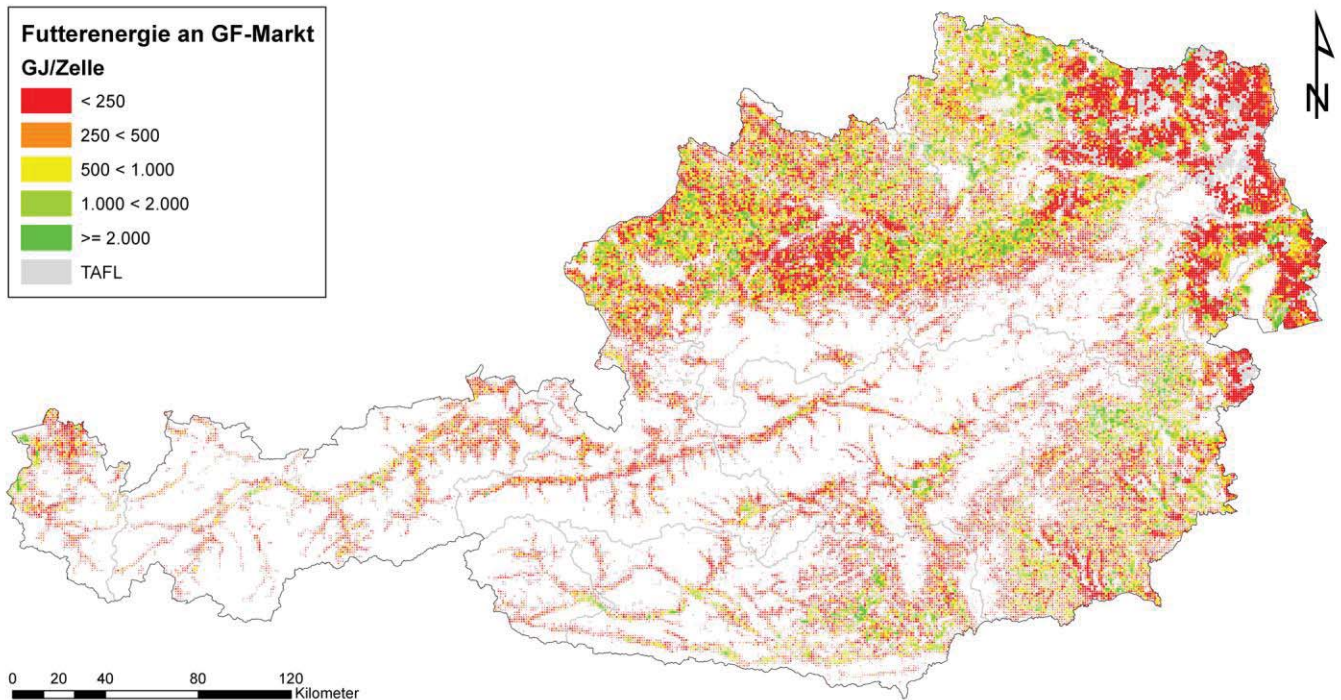 Futterenergie an GF-Markt
GJ/Zelle
< 250
250 < 500
500 < 1.000
1.000 < 2.000
>= 2.000
TAFL
N
0 20 40 80 120
Kilometer